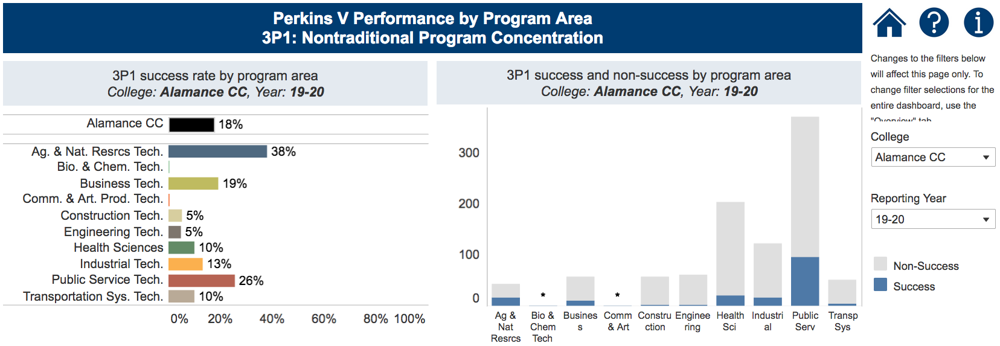 Perkins V Performance by Program Area
3P1: Nontraditional Program Concentration
3P1 success rate by program area
College: Alamance CC, Year: 19-20
Alamance CC 18%
Ag. & Nat. Resrcs Tech. 38%
Bio. & Chem. Tech.
Business Tech. 19%
Comm. & Art. Prod. Tech.
Construction Tech. 5%
Engineering Tech. 5%
Health Sciences 10%
Industrial Tech. 13%
Public Service Tech. 26%
Transportation Sys. Tech. 10%
0% 20% 40% 60% 80% 100%
3P1 success and non-success by program area
College: Alamance CC, Year: 19-20
300
200
100
0
* *
Ag & Bio & Busines Comm Constru Enginee Health Industri Public Transp
Nat Chem s & Art ction ring Sci al Serv Sys
Resrcs Tech
? i
Changes to the filters below
will affect this page only. To
change filter selections for the
entire dashboard, use the
"Overview" tab
College
Alamance CC
Reporting Year
19-20
Non-Success
Success